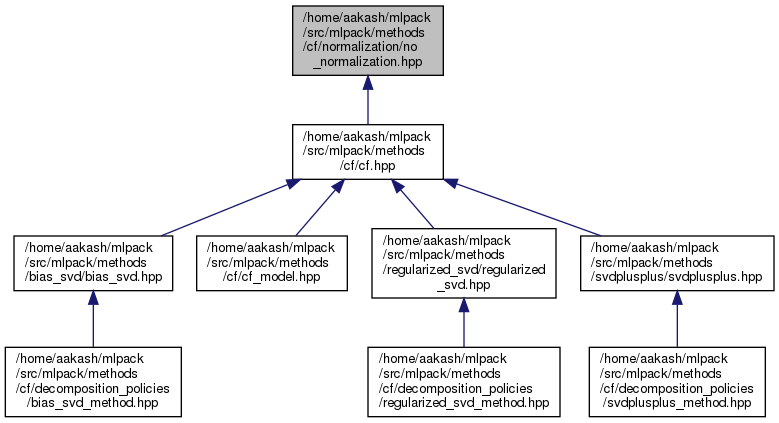 /home/aakash/mlpack
/src/mlpack/methods
/cf/normalization/no
_normalization.hpp
/home/aakash/mlpack
/src/mlpack/methods
/cf/cf.hpp
/home/aakash/mlpack
/src/mlpack/methods
/bias_svd/bias_svd.hpp
/home/aakash/mlpack
/src/mlpack/methods
/cf/cf_model.hpp
/home/aakash/mlpack
/src/mlpack/methods
/regularized_svd/regularized
_svd.hpp
/home/aakash/mlpack
/src/mlpack/methods
/svdplusplus/svdplusplus.hpp
/home/aakash/mlpack
/src/mlpack/methods
/cf/decomposition_policies
/bias_svd_method.hpp
/home/aakash/mlpack
/src/mlpack/methods
/cf/decomposition_policies
/regularized_svd_method.hpp
/home/aakash/mlpack
/src/mlpack/methods
/cf/decomposition_policies
/svdplusplus_method.hpp